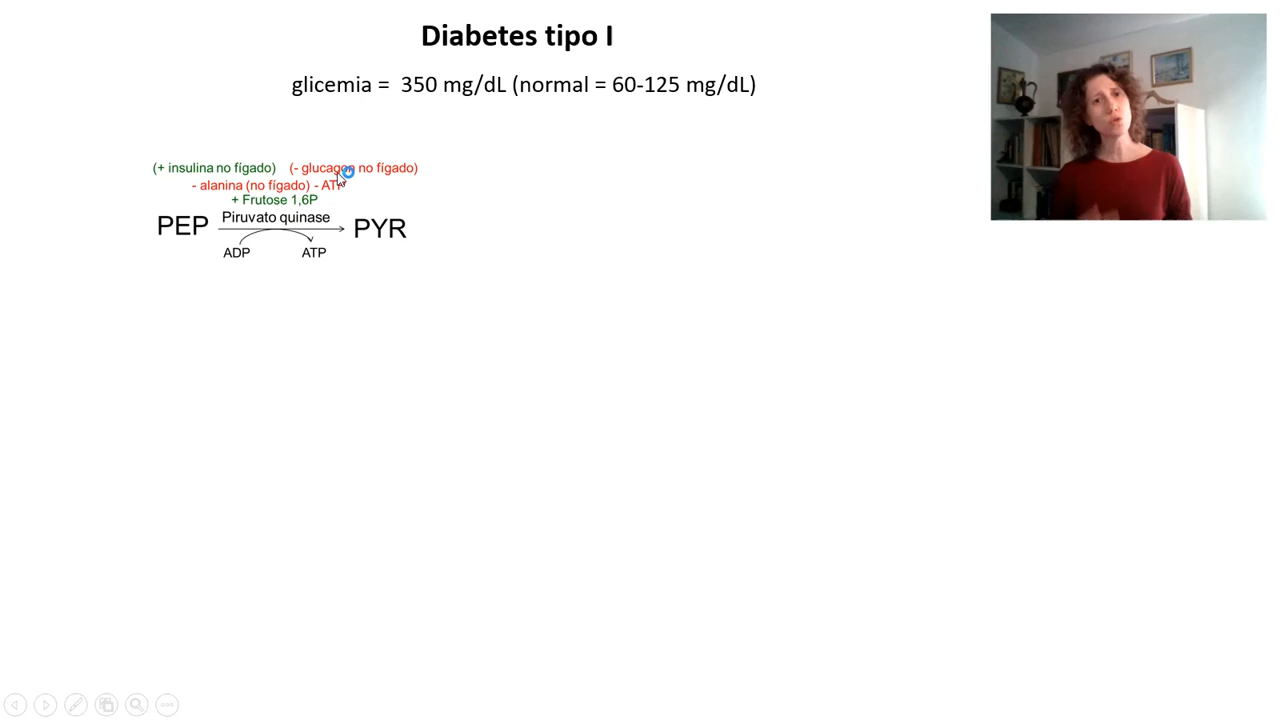 Diabetes tipo I
glicemia = 350 mg/dL (normal = 60-125 mg/dL)
(+ insulina no fígado) (- glucagon no fígado)
- alanina (no fígado) - ATP
+ Frutose 1,6P
Piruvato quinase
PEP PYR
ADP ATP